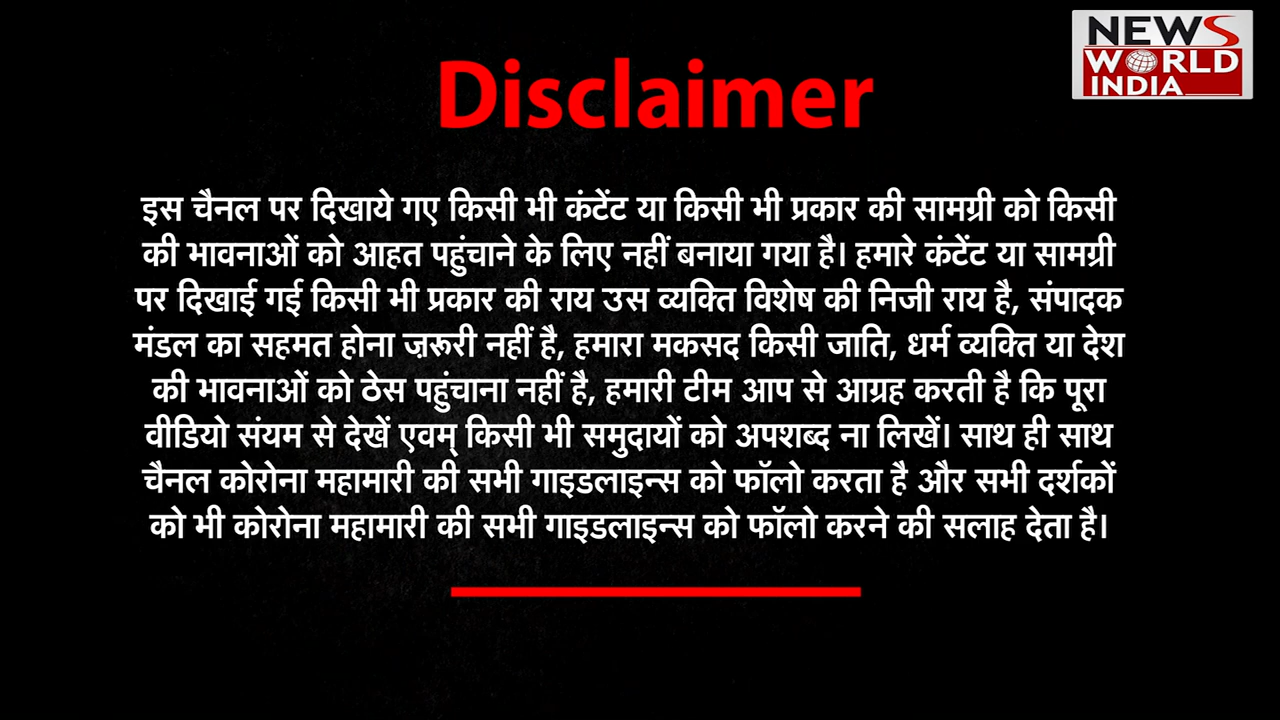 NEWS
WORLD
INDIA
Disclaimer
इस चैनल पर दिखाये गए किसी भी कंटेंट या किसी भी प्रकार की सामग्री को किसी
की भावनाओं को आहत पहुंचाने के लिए नहीं बनाया गया है। हमारे कंटेंट या सामग्री
पर दिखाई गई किसी भी प्रकार की राय उस व्यक्ति विशेष की निजी राय है, संपादक
मंडल का सहमत होना ज़रूरी नहीं है, हमारा मकसद किसी जाति, धर्म व्यक्ति या देश
की भावनाओं को ठेस पहुंचाना नहीं है, हमारी टीम आप से आग्रह करती है कि पूरा
वीडियो संयम से देखें एवम् किसी भी समुदायों को अपशब्द ना लिखें। साथ ही साथ
चैनल कोरोना महामारी की सभी गाइडलाइन्स को फॉलो करता है और सभी दर्शकों
को भी कोरोना महामारी की सभी गाइडलाइन्स को फॉलो करने की सलाह देता है।